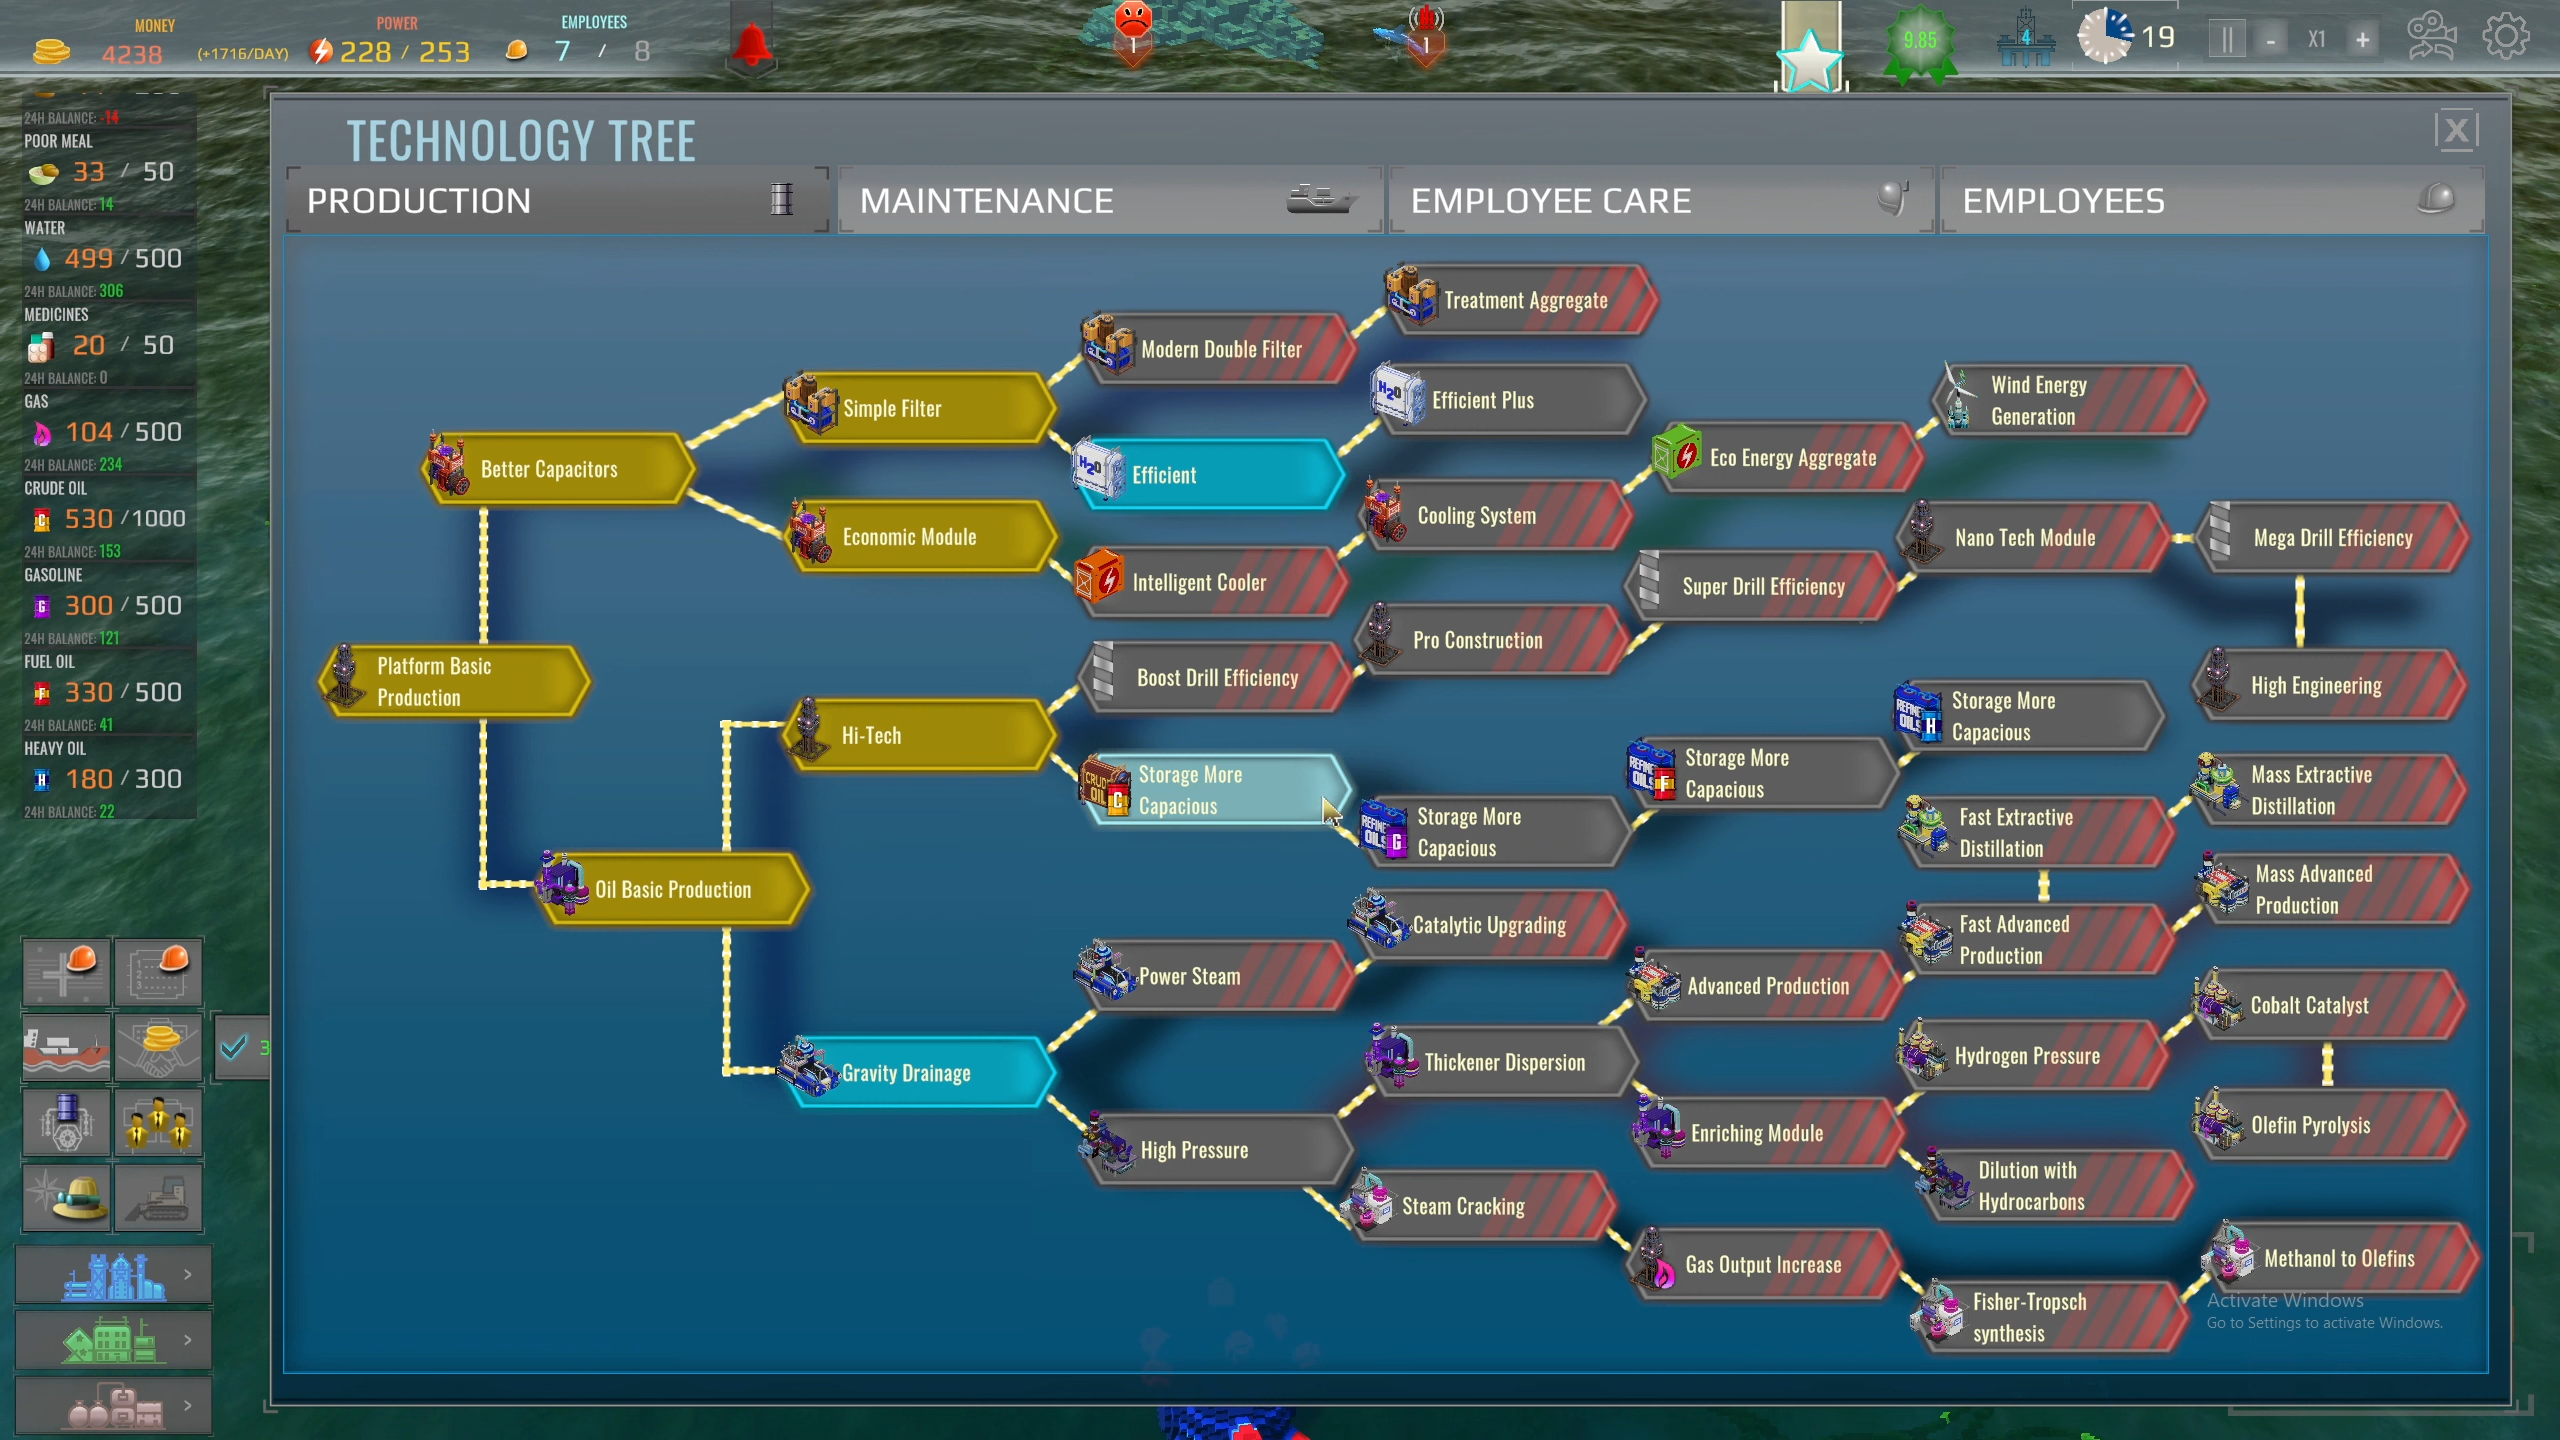 MONEY
4238
(+1716/DAY)
POWER
228 / 253
EMPLOYEES
7 / 8
1
1
9.85
4
19
X1
24H BALANCE: -14
POOR MEAL
33 / 50
24H BALANCE: 14
WATER
499 / 500
24H BALANCE: 306
MEDICINES
20 / 50
24H BALANCE: 0
GAS
104 / 500
24H BALANCE: 234
CRUDE OIL
530 / 1000
24H BALANCE: 153
GASOLINE
300 / 500
24H BALANCE: 121
FUEL OIL
330 / 500
24H BALANCE: 41
HEAVY OIL
180 / 300
24H BALANCE: 22
3
TECHNOLOGY TREE
X
PRODUCTION
MAINTENANCE
EMPLOYEE CARE
EMPLOYEES
Treatment Aggregate
Modern Double Filter
Efficient Plus
Wind Energy
Generation
Simple Filter
Better Capacitors
Efficient
Eco Energy Aggregate
Cooling System
Economic Module
Nano Tech Module
Mega Drill Efficiency
Intelligent Cooler
Super Drill Efficiency
Pro Construction
Platform Basic
Production
Boost Drill Efficiency
High Engineering
Hi-Tech
Storage More
Capacious
Storage More
Capacious
Storage More
Capacious
Storage More
Capacious
Mass Extractive
Distillation
Fast Extractive
Distillation
Oil Basic Production
Mass Advanced
Production
Catalytic Upgrading
Fast Advanced
Production
Power Steam
Advanced Production
Cobalt Catalyst
Gravity Drainage
Thickener Dispersion
Hydrogen Pressure
Enriching Module
Olefin Pyrolysis
High Pressure
Dilution with
Hydrocarbons
Steam Cracking
Gas Output Increase
Methanol to Olefins
Fisher-Tropsch
synthesis
Activate Windows
Go to Settings to activate Windows.